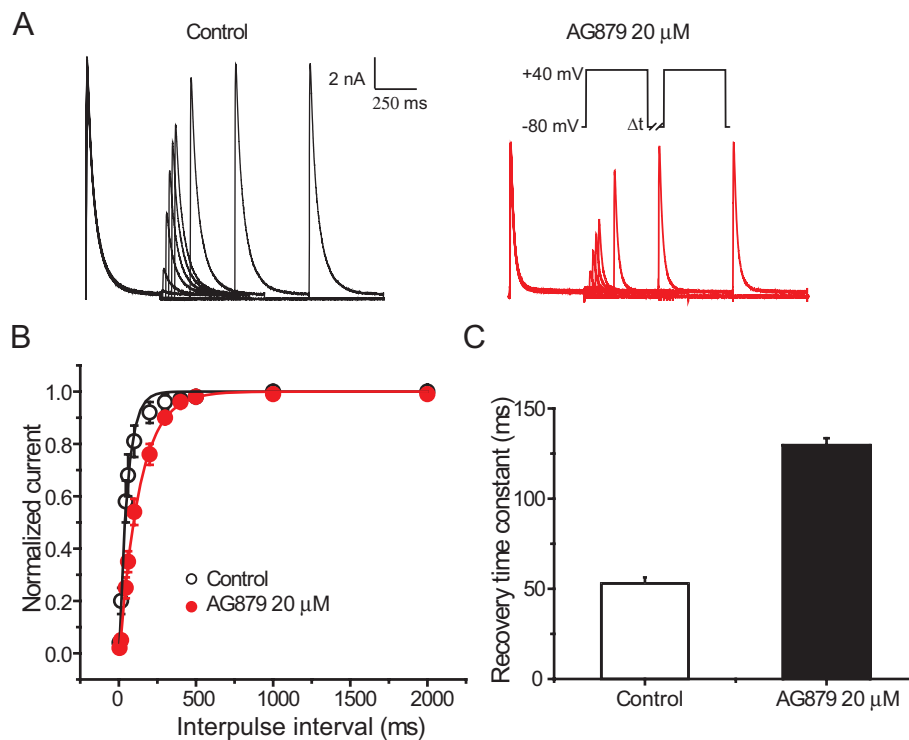 A
Control
AG879 20 μM
2 nA
250 ms
+40 mV
-80 mV
Δt
B
C
Normalized current
1.0
0.8
0.6
0.4
0.2
0.0
Control
AG879 20 μM
0
500
1000
1500
2000
Interpulse interval (ms)
Recovery time constant (ms)
150
100
50
0
Control
AG879 20 μM